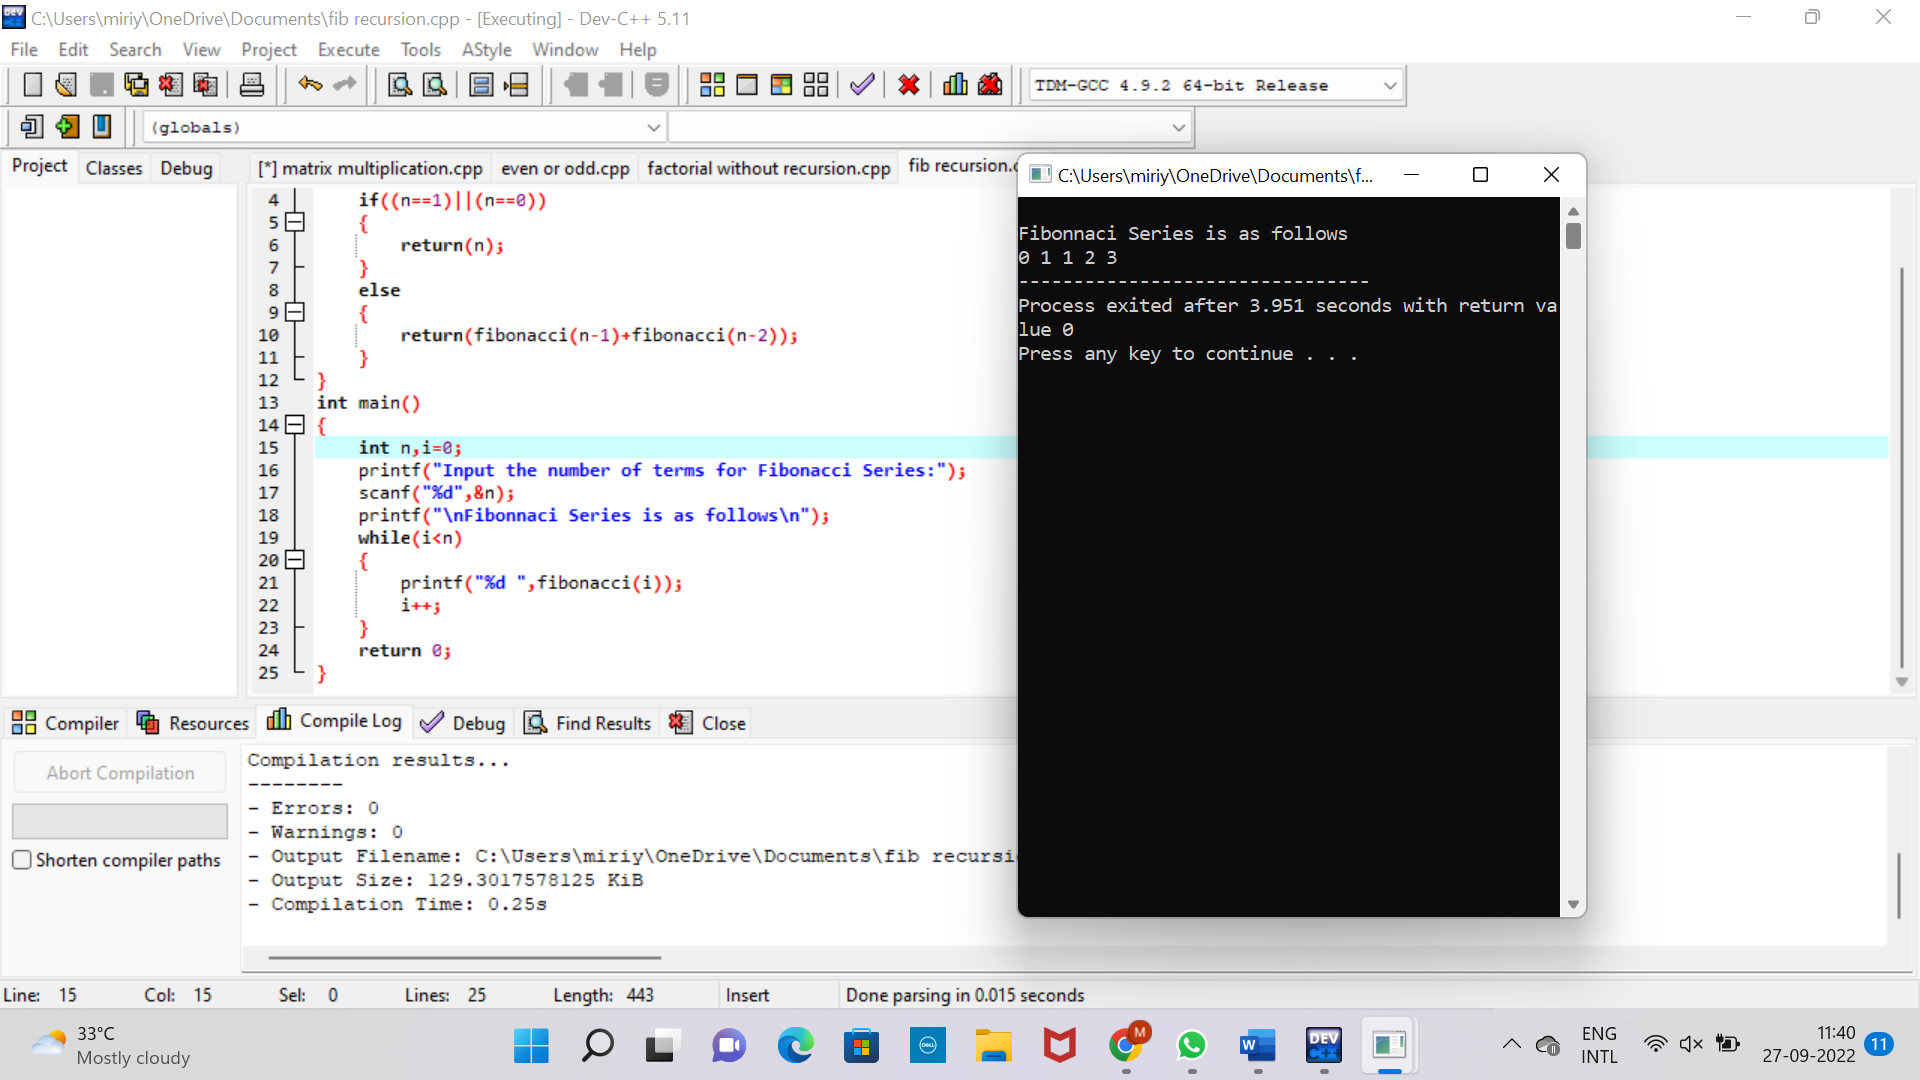 C:\Users\miriy\OneDrive\Documents\fib recursion.cpp - [Executing] - Dev-C++ 5.11
File Edit Search View Project Execute Tools AStyle Window Help
TDM-GCC 4.9.2 64-bit Release
(globals)
Project Classes Debug
[*] matrix multiplication.cpp even or odd.cpp factorial without recursion.cpp fib recursion.c
4 if((n==1)||(n==0))
5 {
6 return(n);
7 }
8 else
9 {
10 return(fibonacci(n-1)+fibonacci(n-2));
11 }
12 }
13 int main()
14 {
15 int n,i=0;
16 printf("Input the number of terms for Fibonacci Series:");
17 scanf("%d",&n);
18 printf("\nFibonnaci Series is as follows\n");
19 while(i<n)
20 {
21 printf("%d ",fibonacci(i));
22 i++;
23 }
24 return 0;
25 }
C:\Users\miriy\OneDrive\Documents\f...
Fibonnaci Series is as follows
0 1 1 2 3
--------------------------------
Process exited after 3.951 seconds with return va
lue 0
Press any key to continue . . .
Compiler Resources Compile Log Debug Find Results Close
Abort Compilation
Shorten compiler paths
Compilation results...
--------
- Errors: 0
- Warnings: 0
- Output Filename: C:\Users\miriy\OneDrive\Documents\fib recursi
- Output Size: 129.3017578125 KiB
- Compilation Time: 0.25s
Line: 15 Col: 15 Sel: 0 Lines: 25 Length: 443 Insert Done parsing in 0.015 seconds
33°C
Mostly cloudy
DELL
M
W
DEV
C++
ENG
INTL
11:40
27-09-2022
11